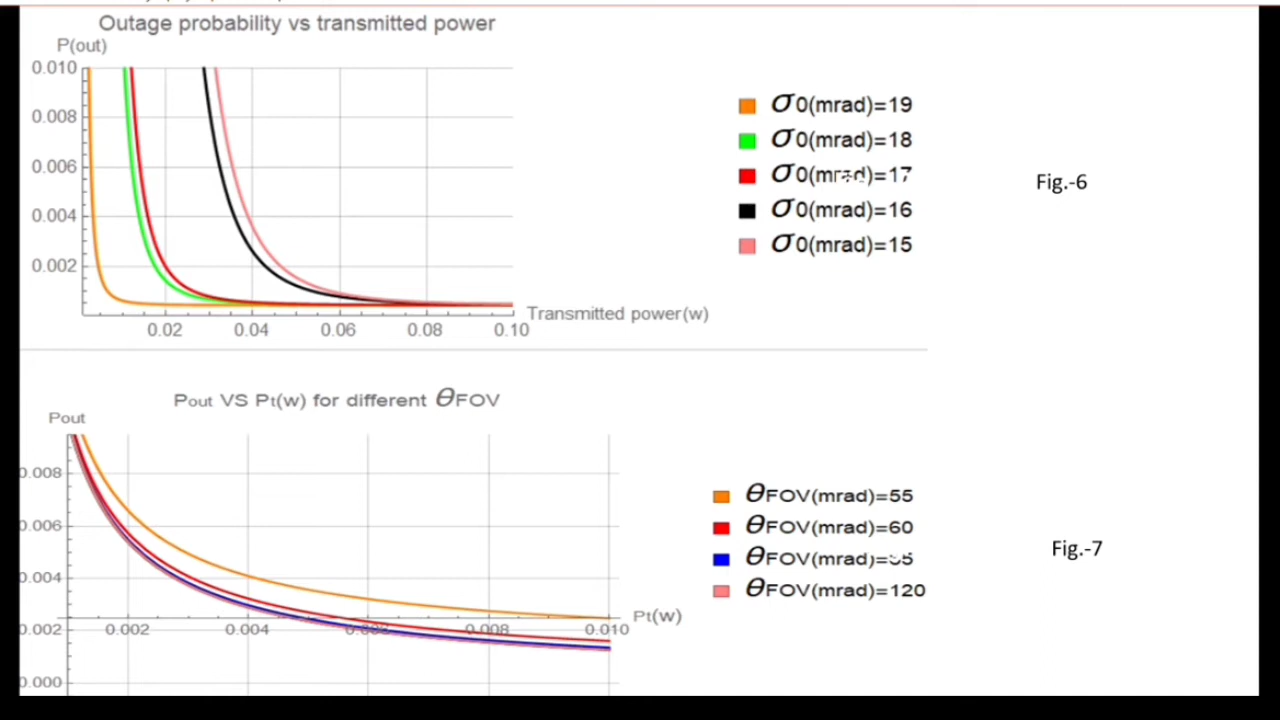 Outage probability vs transmitted power
P(out)
0.010
0.008
0.006
0.004
0.002
0.02 0.04 0.06 0.08 0.10
Transmitted power(w)
σ0(mrad)=19
σ0(mrad)=18
σ0(mrad)=17
σ0(mrad)=16
σ0(mrad)=15
Fig.-6
Pout VS Pt(w) for different θFOV
Pout
0.008
0.006
0.004
0.002
0.000
0.002 0.004 0.006 0.008 0.010
Pt(w)
θFOV(mrad)=55
θFOV(mrad)=60
θFOV(mrad)=
θFOV(mrad)=120
Fig.-7